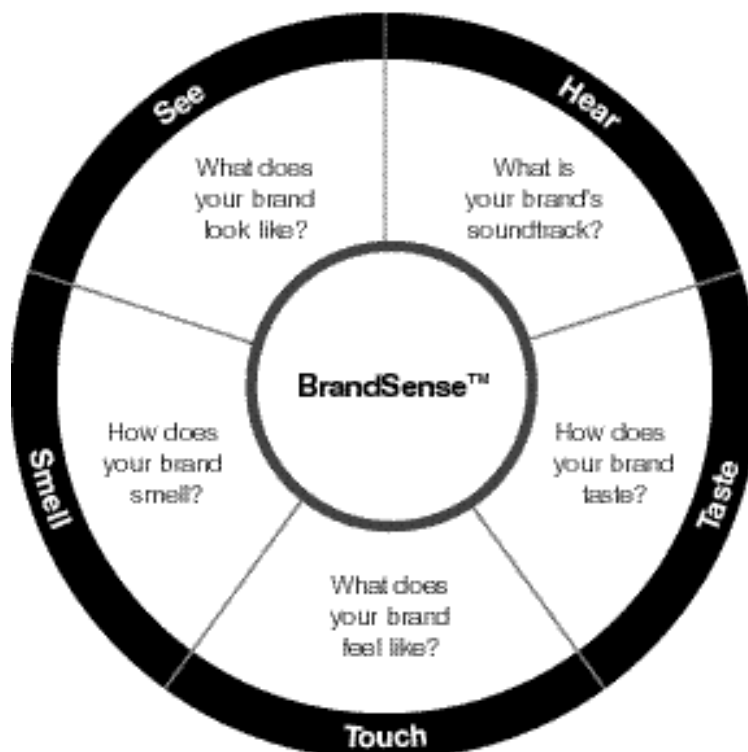 See
What does
your brand
look like?
Hear
What is
your brand's
soundtrack?
BrandSense™
Smell
How does
your brand
smell?
Taste
How does
your brand
taste?
What does
your brand
feel like?
Touch